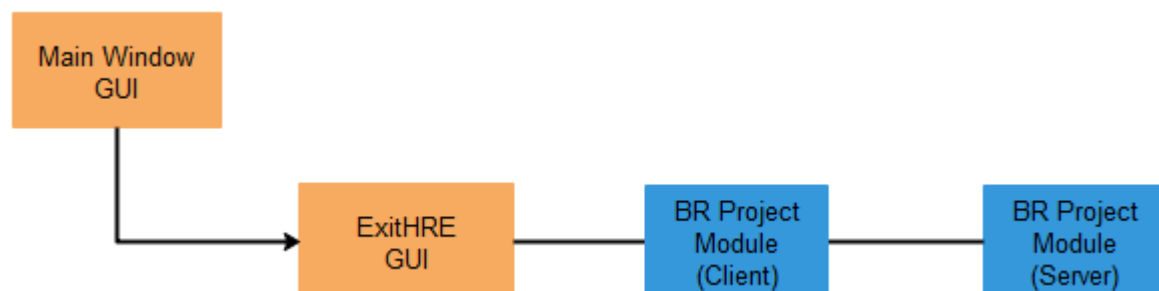 Main Window
GUI
ExitHRE
GUI
BR Project
Module
(Client)
BR Project
Module
(Server)